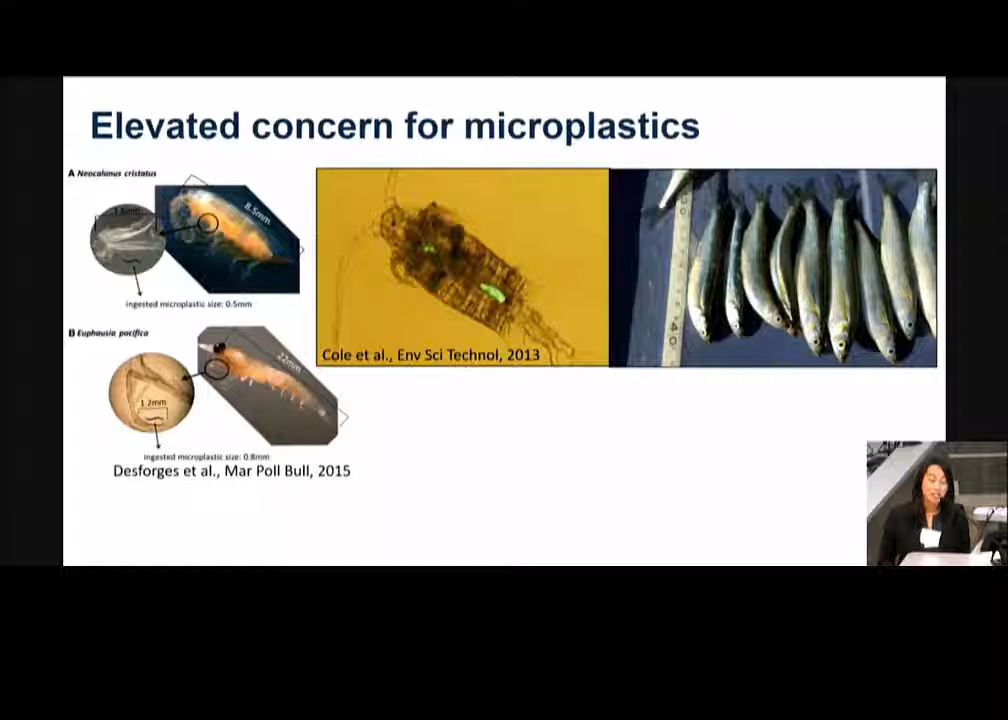 Elevated concern for microplastics
A Neocalanus cristatus
8.5mm
ingested microplastic size: 0.5mm
B Euphausia pacifica
22mm
1.2mm
ingested microplastic size: 0.8mm
Desforges et al., Mar Poll Bull, 2015
Cole et al., Env Sci Technol, 2013